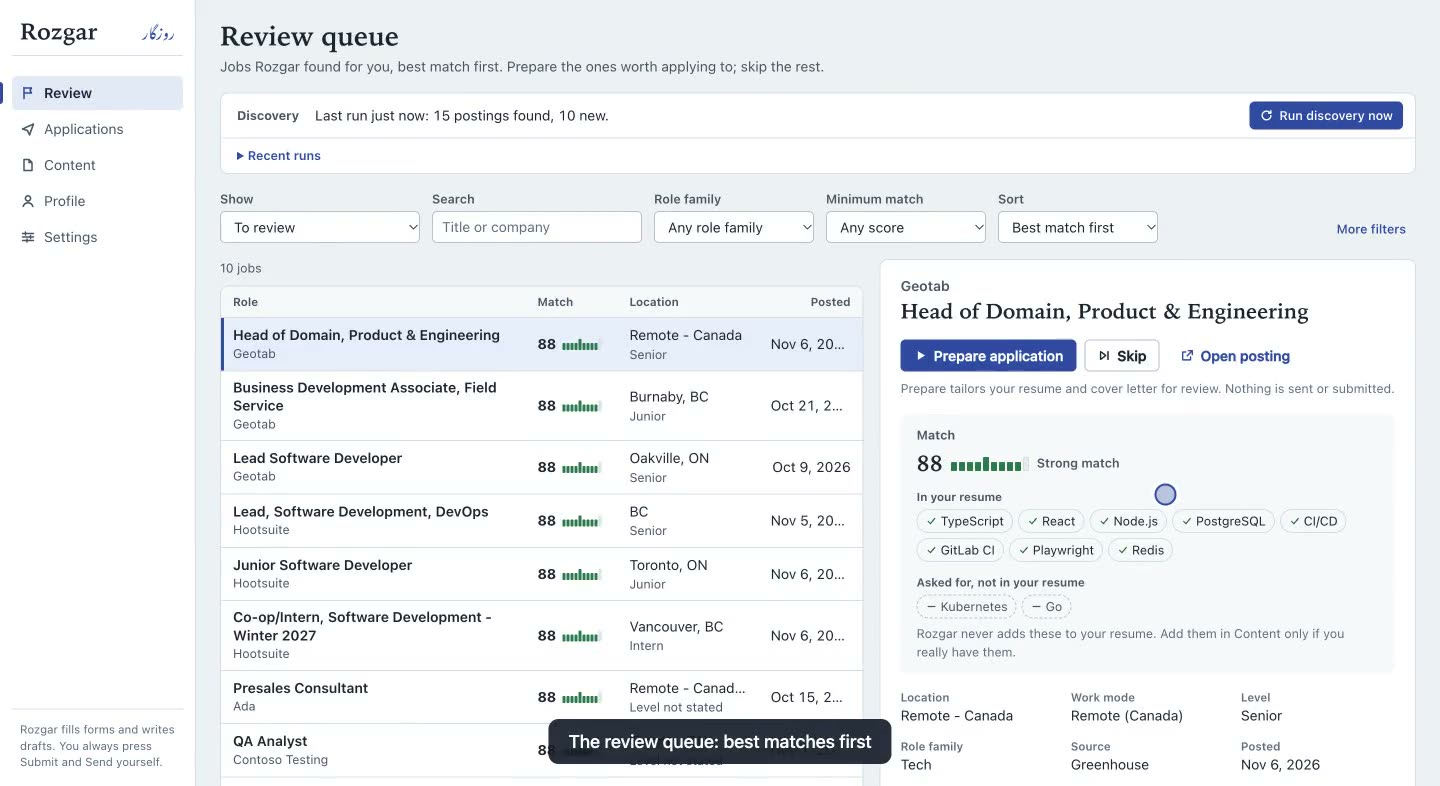 Rozgar
روزگار
Review
Applications
Content
Profile
Settings
Rozgar fills forms and writes
drafts. You always press
Submit and Send yourself.
Review queue
Jobs Rozgar found for you, best match first. Prepare the ones worth applying to; skip the rest.
Discovery Last run just now: 15 postings found, 10 new.
Run discovery now
Recent runs
Show Search Role family Minimum match Sort
To review Title or company Any role family Any score Best match first
More filters
10 jobs
Role Match Location Posted
Head of Domain, Product & Engineering
Geotab
88
Remote - Canada
Senior
Nov 6, 20...
Business Development Associate, Field
Service
Geotab
88
Burnaby, BC
Junior
Oct 21, 2...
Lead Software Developer
Geotab
88
Oakville, ON
Senior
Oct 9, 2026
Lead, Software Development, DevOps
Hootsuite
88
BC
Senior
Nov 5, 20...
Junior Software Developer
Hootsuite
88
Toronto, ON
Junior
Nov 6, 20...
Co-op/Intern, Software Development -
Winter 2027
Hootsuite
88
Vancouver, BC
Intern
Nov 6, 20...
Presales Consultant
Ada
88
Remote - Canad...
Level not stated
Oct 15, 2...
QA Analyst
Contoso Testing
The review queue: best matches first
Geotab
Head of Domain, Product & Engineering
Prepare application
Skip
Open posting
Prepare tailors your resume and cover letter for review. Nothing is sent or submitted.
Match
88 Strong match
In your resume
TypeScript React Node.js PostgreSQL CI/CD
GitLab CI Playwright Redis
Asked for, not in your resume
Kubernetes Go
Rozgar never adds these to your resume. Add them in Content only if you
really have them.
Location Work mode Level
Remote - Canada Remote (Canada) Senior
Role family Source Posted
Tech Greenhouse Nov 6, 2026